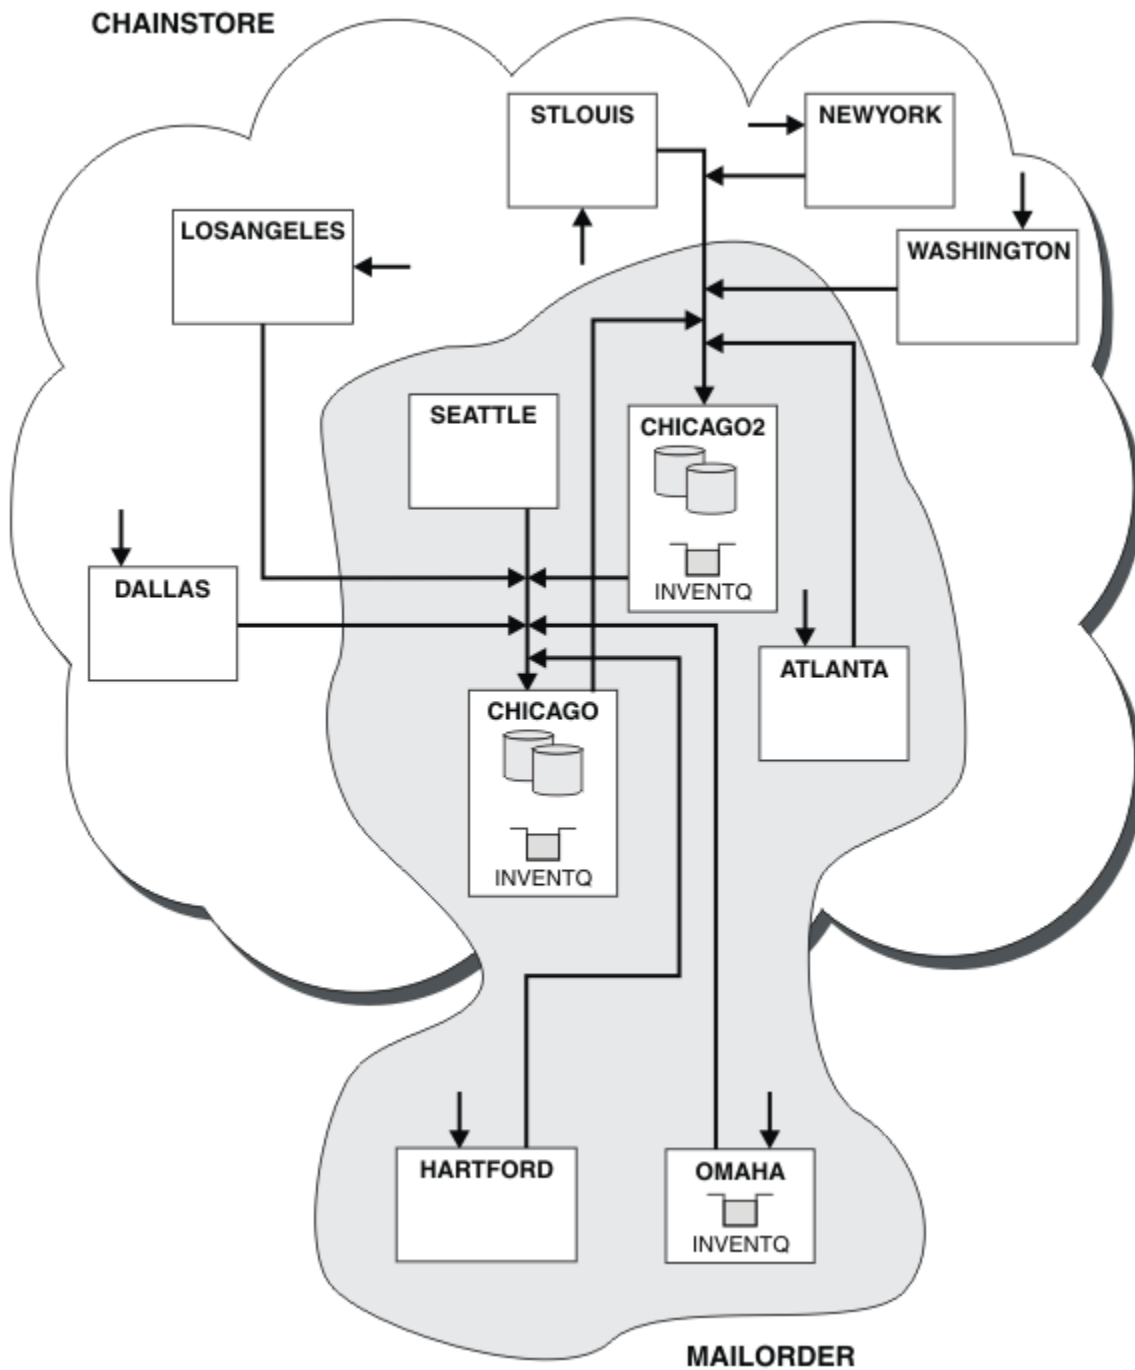 CHAINSTORE
STLOUIS
NEWYORK
LOSANGELES
WASHINGTON
SEATTLE
CHICAGO2
INVENTQ
DALLAS
ATLANTA
CHICAGO
INVENTQ
HARTFORD
OMAHA
INVENTQ
MAILORDER